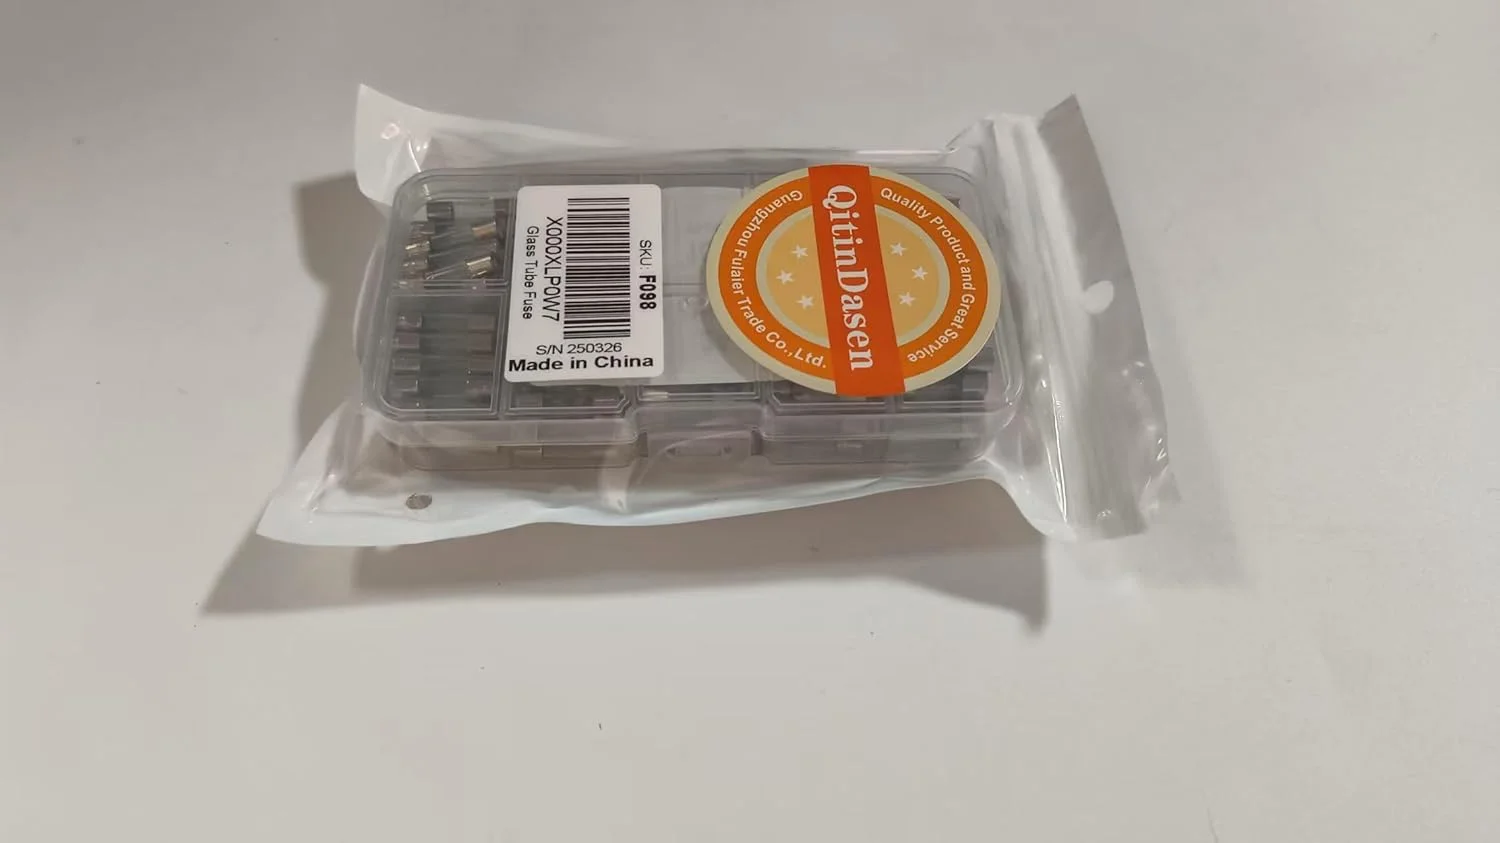 SKU: F098
X000XLP0W7
Glass Tube Fuse
S/N 250326
Made in China
QitinDasen
Quality Product and Great Service
Guangzhou Fulaier Trade Co., Ltd.